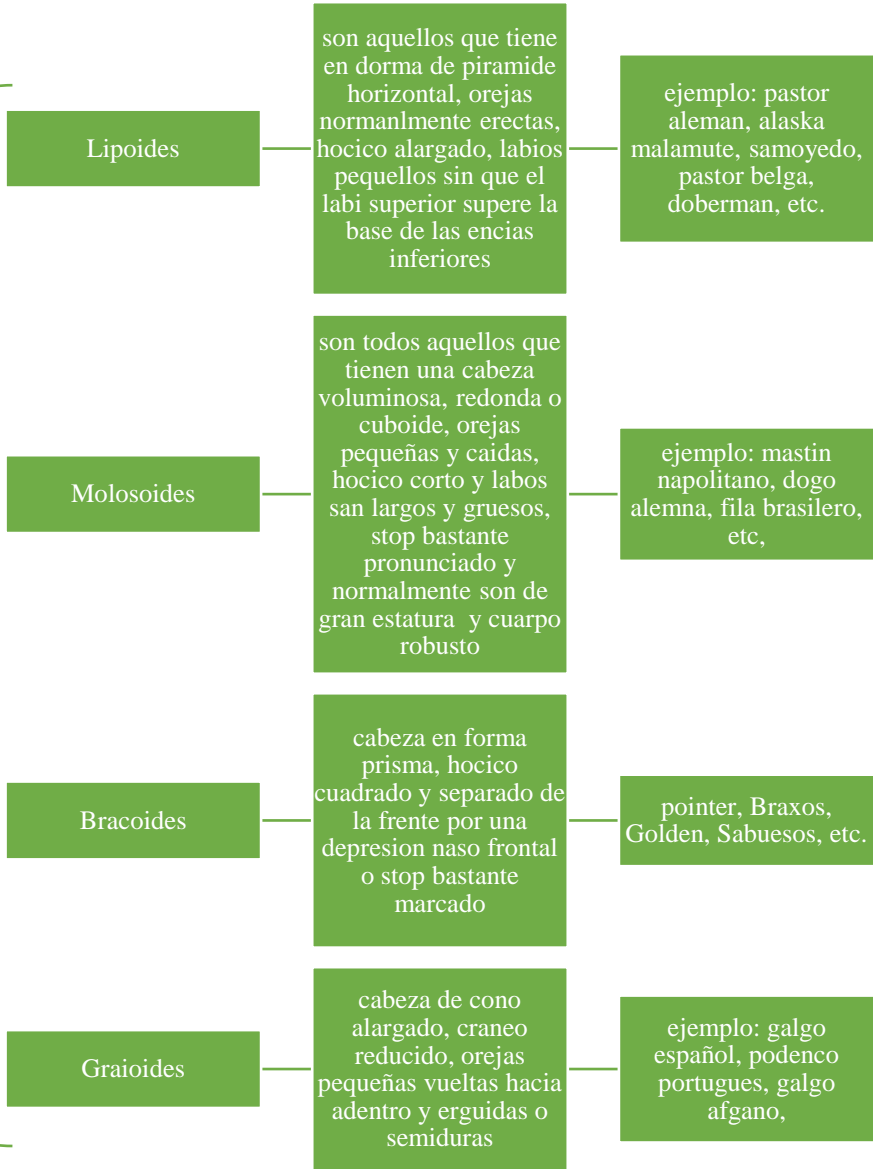 Lipoides
son aquellos que tiene
en dorma de piramide
horizontal, orejas
normanlmente erectas,
hocico alargado, labios
pequellos sin que el
labi superior supere la
base de las encias
inferiores
ejemplo: pastor
aleman, alaska
malamute, samoyedo,
pastor belga,
doberman, etc.
Molosoides
son todos aquellos que
tienen una cabeza
voluminosa, redonda o
cuboide, orejas
pequeñas y caidas,
hocico corto y labos
san largos y gruesos,
stop bastante
pronunciado y
normalmente son de
gran estatura y cuarpo
robusto
ejemplo: mastin
napolitano, dogo
alemna, fila brasilero,
etc,
Bracoides
cabeza en forma
prisma, hocico
cuadrado y separado de
la frente por una
depresion naso frontal
o stop bastante
marcado
pointer, Braxos,
Golden, Sabuesos, etc.
Graioides
cabeza de cono
alargado, craneo
reducido, orejas
pequeñas vueltas hacia
adentro y erguidas o
semiduras
ejemplo: galgo
español, podenco
portugues, galgo
afgano,